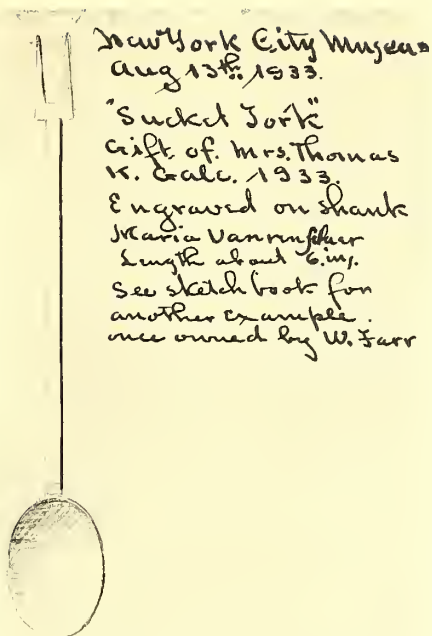 New York City Museum
Aug 13th, 1933.
"Sucket Fork"
Gift. of. Mrs. Thomas
K. Gale. 1933.
Engraved on shank
Maria Vanrenslaer
Length about 6.in,.
See sketch book for
another example.
once owned by W. Farr